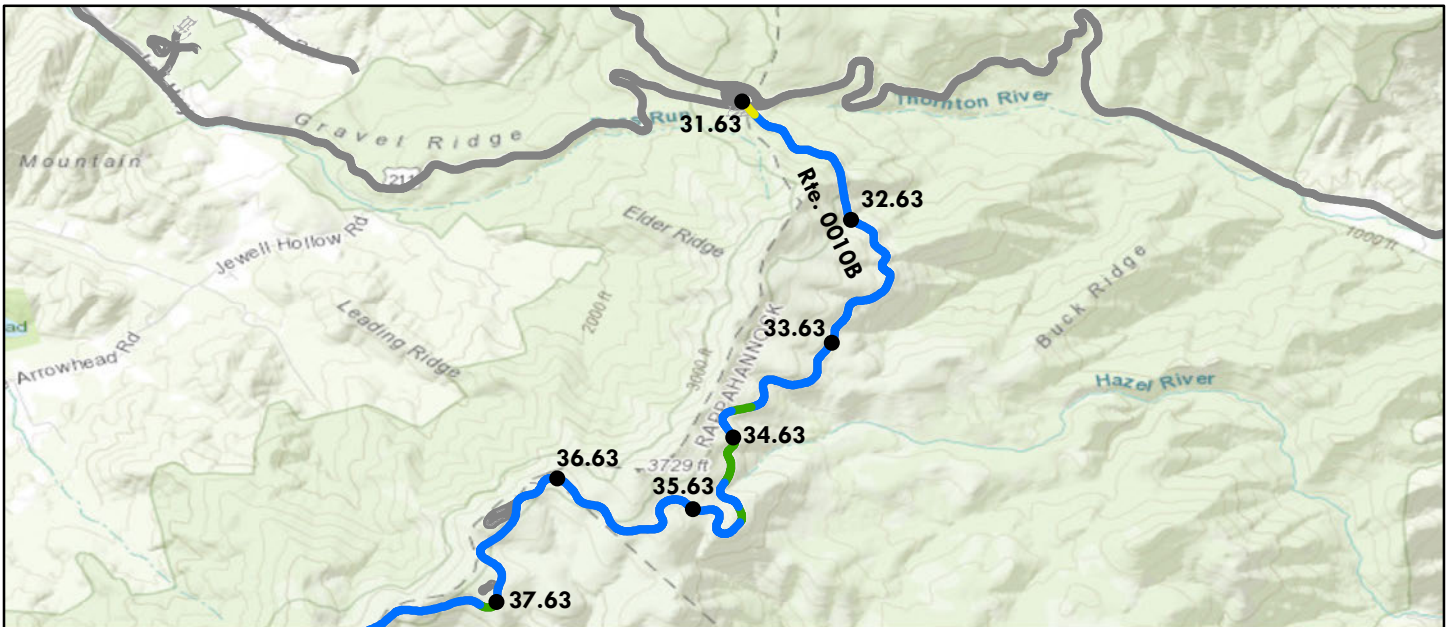 Thornton River
31.63
Gravel Ridge
Mountain
211
Rte. 0010B
32.63
Elder Ridge
Jewell Hollow Rd
1000 ft
Buck Ridge
2000 ft
Leading Ridge
ad
Arrowhead Rd
33.63
3000 ft
RAPPAHANNOCK
Hazel River
34.63
36.63
3729 ft
35.63
37.63